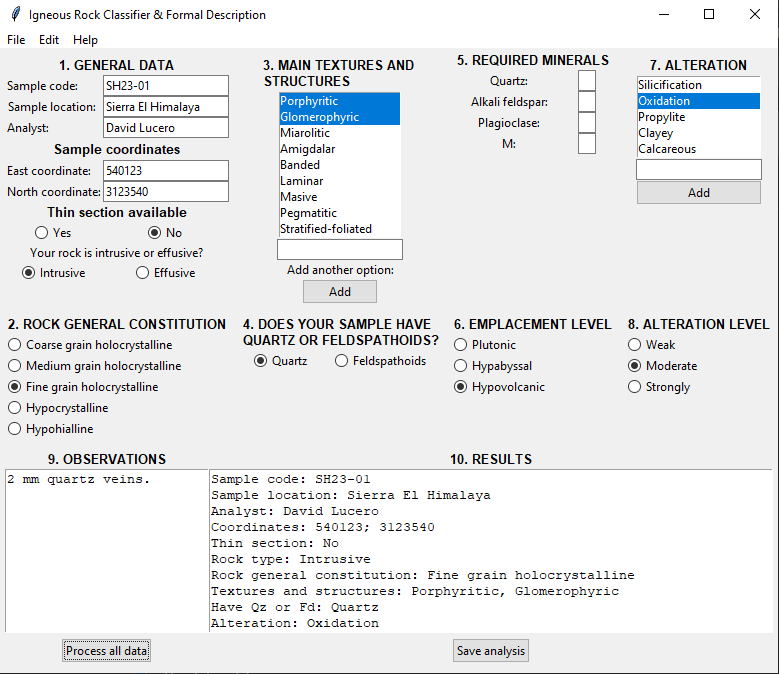 Igneous Rock Classifier & Formal Description
File Edit Help
1. GENERAL DATA
Sample code: SH23-01
Sample location: Sierra El Himalaya
Analyst: David Lucero
Sample coordinates
East coordinate: 540123
North coordinate: 3123540
Thin section available
Yes No
Your rock is intrusive or effusive?
Intrusive Effusive
3. MAIN TEXTURES AND
STRUCTURES
Porphyritic
Glomerophyric
Miarolitic
Amigdalar
Banded
Laminar
Masive
Pegmatitic
Stratified-foliated
Add another option:
Add
5. REQUIRED MINERALS
Quartz:
Alkali feldspar:
Plagioclase:
M:
7. ALTERATION
Silicification
Oxidation
Propylite
Clayey
Calcareous
Add
2. ROCK GENERAL CONSTITUTION
Coarse grain holocrystalline
Medium grain holocrystalline
Fine grain holocrystalline
Hypocrystalline
Hypohialline
4. DOES YOUR SAMPLE HAVE
QUARTZ OR FELDSPATHOIDS?
Quartz Feldspathoids
6. EMPLACEMENT LEVEL
Plutonic
Hypabyssal
Hypovolcanic
8. ALTERATION LEVEL
Weak
Moderate
Strongly
9. OBSERVATIONS
2 mm quartz veins.
Process all data
10. RESULTS
Sample code: SH23-01
Sample location: Sierra El Himalaya
Analyst: David Lucero
Coordinates: 540123; 3123540
Thin section: No
Rock type: Intrusive
Rock general constitution: Fine grain holocrystalline
Textures and structures: Porphyritic, Glomerophyric
Have Qz or Fd: Quartz
Alteration: Oxidation
Save analysis